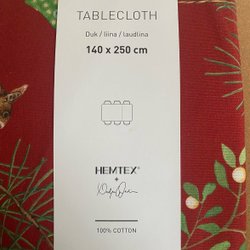 TABLECLOTH
Duk / liina / laudlina
140 x 250 cm
HEMTEX®
+
100% COTTON